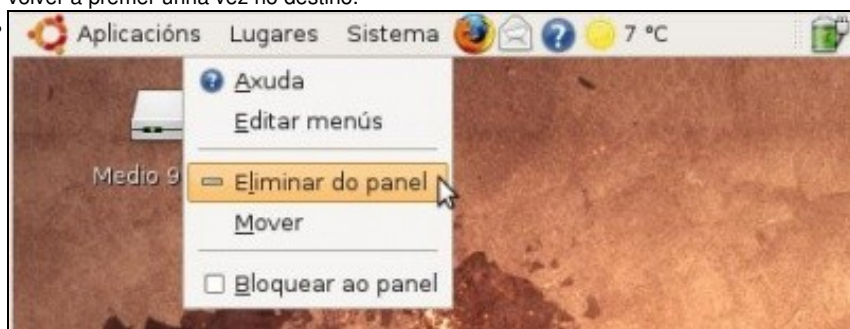 volver a premer unha vez no destino.
Aplicacións Lugares Sistema 7 °C
Axuda
Editar menús
Medio 9
Eliminar do panel
Mover
Bloquear ao panel